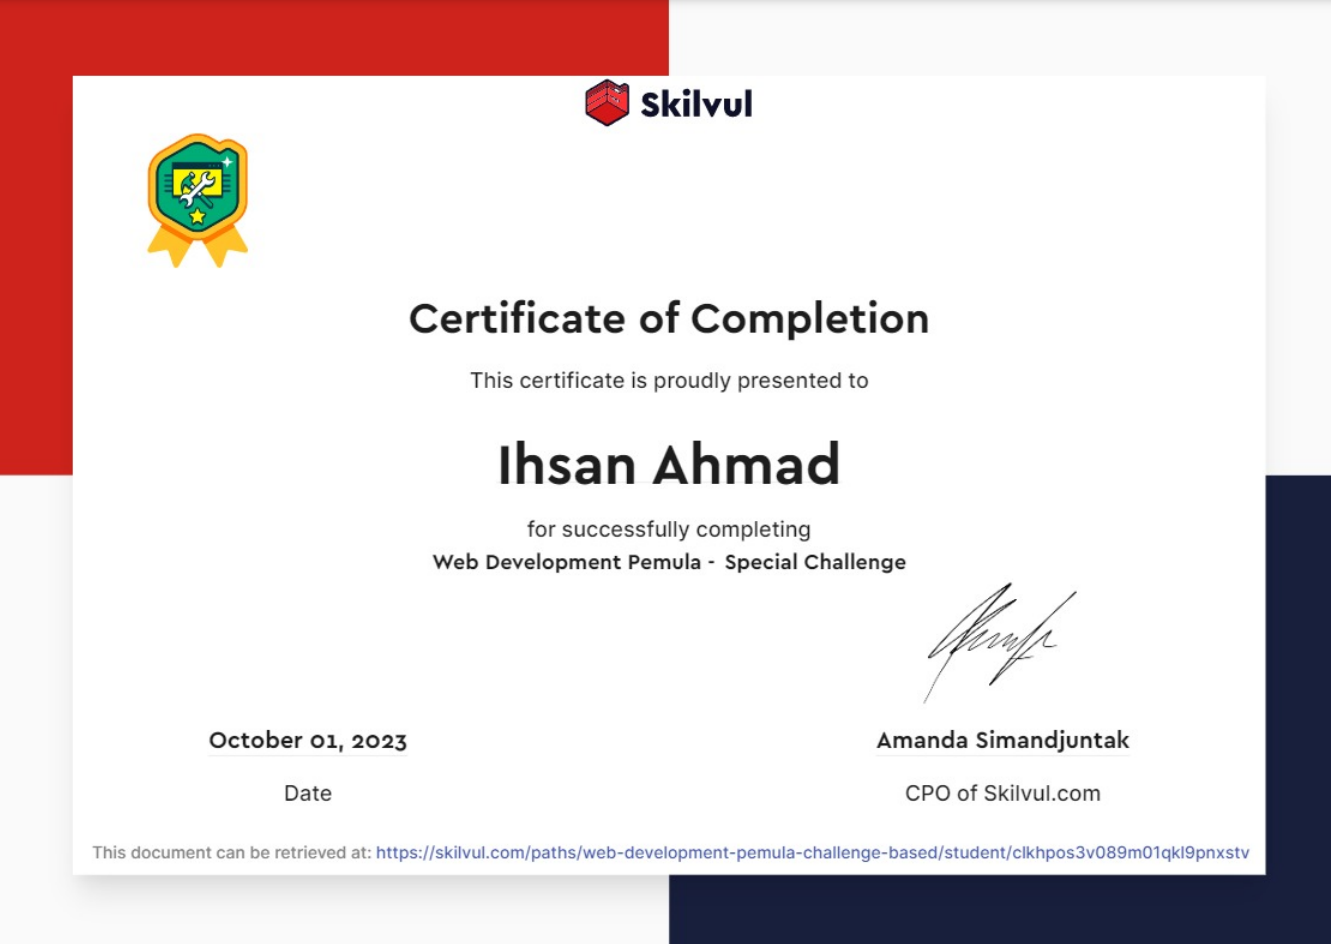 Skilvul
Certificate of Completion
This certificate is proudly presented to
Ihsan Ahmad
for successfully completing
Web Development Pemula - Special Challenge
October 01, 2023
Date
Amanda Simandjuntak
CPO of Skilvul.com
This document can be retrieved at: https://skilvul.com/paths/web-development-pemula-challenge-based/student/clkhpos3v089m01qkl9pnxstv